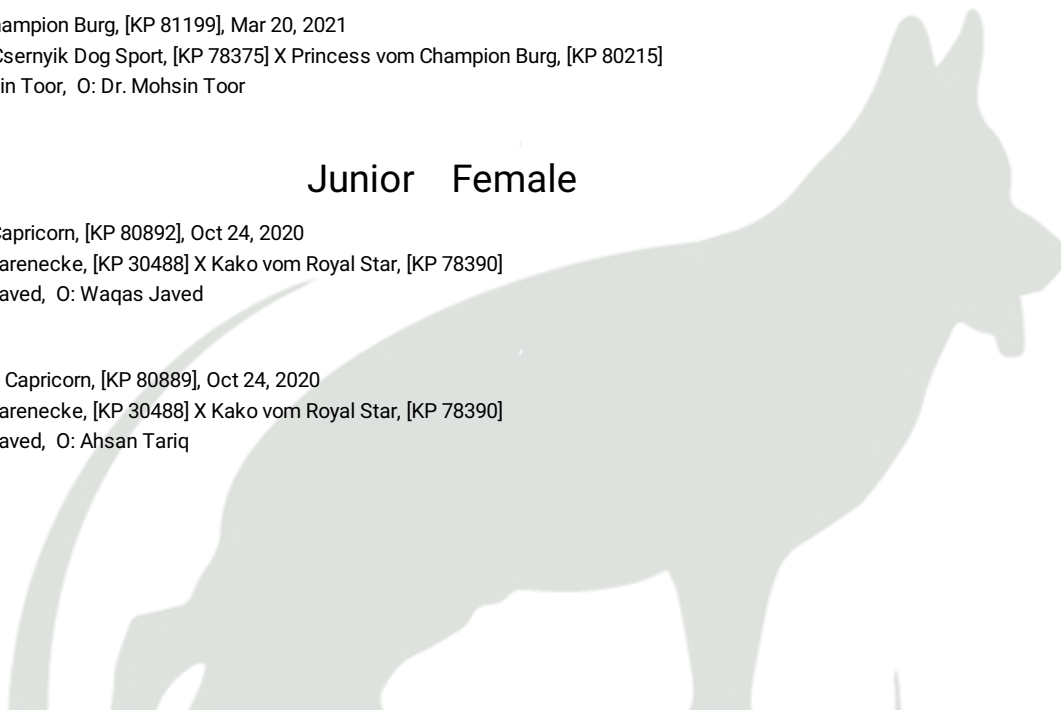 hampion Burg, [KP 81199], Mar 20, 2021
Csernyik Dog Sport, [KP 78375] X Princess vom Champion Burg, [KP 80215]
in Toor, O: Dr. Mohsin Toor
Junior Female
Capricorn, [KP 80892], Oct 24, 2020
arenecke, [KP 30488] X Kako vom Royal Star, [KP 78390]
aved, O: Waqas Javed
Capricorn, [KP 80889], Oct 24, 2020
arenecke, [KP 30488] X Kako vom Royal Star, [KP 78390]
aved, O: Ahsan Tariq